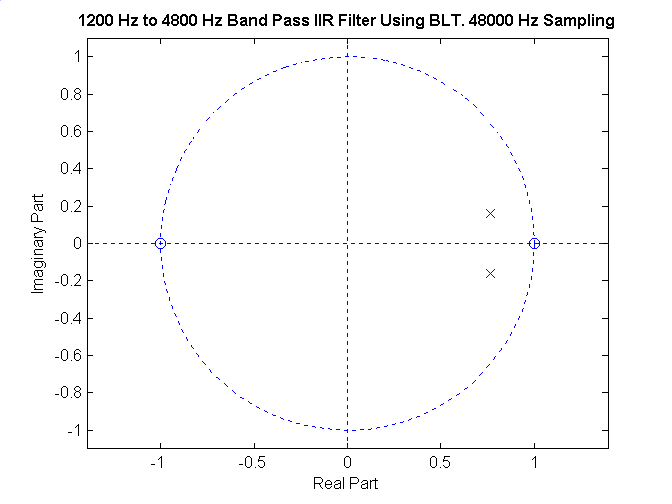 1200 Hz to 4800 Hz Band Pass IIR Filter Using BLT. 48000 Hz Sampling
1
0.8
0.6
0.4
0.2
0
-0.2
-0.4
-0.6
-0.8
-1
Imaginary Part
-1 -0.5 0 0.5 1
Real Part